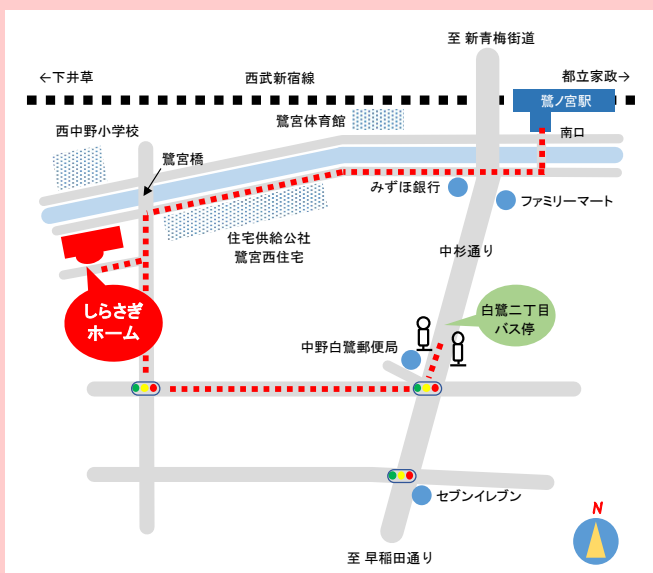 至 新青梅街道
←下井草
西武新宿線
都立家政→
鷺ノ宮駅
鷺宮体育館
南口
西中野小学校
鷺宮橋
みずほ銀行
ファミリーマート
住宅供給公社
鷺宮西住宅
中杉通り
しらさぎ
ホーム
白鷺二丁目
バス停
中野白鷺郵便局
セブンイレブン
N
至 早稲田通り